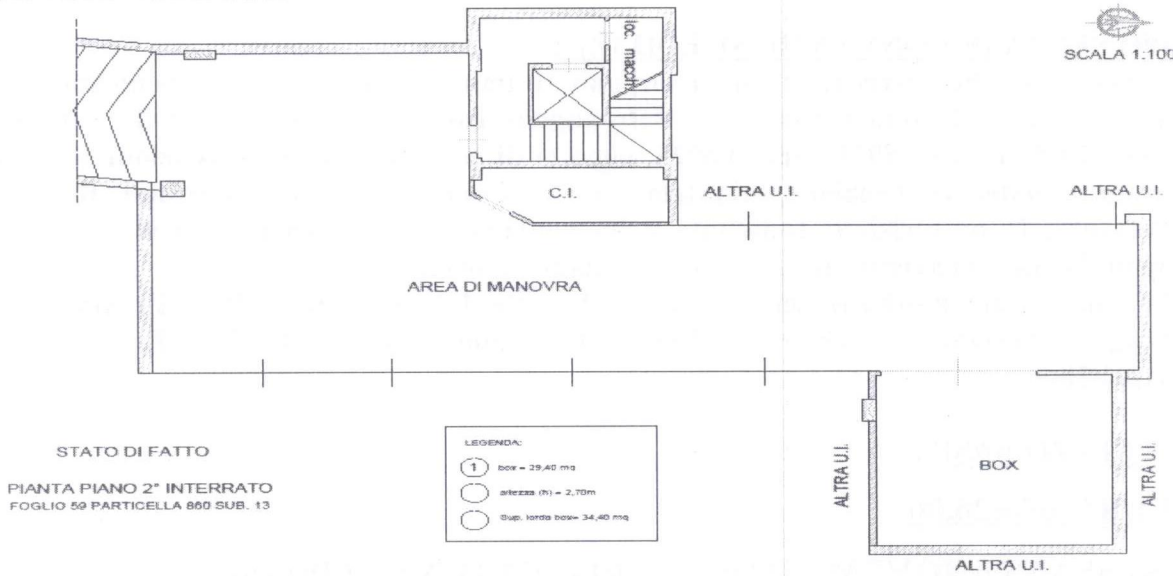 SCALA 1:100
loc. macch.
C.I.
ALTRA U.I.
ALTRA U.I.
AREA DI MANOVRA
STATO DI FATTO
PIANTA PIANO 2° INTERRATO
FOGLIO 59 PARTICELLA 860 SUB. 13
LEGENDA:
1 box = 29,40 mq
altezza (h) = 2,70m
Sup. lorda box= 34,40 mq
ALTRA U.I.
BOX
ALTRA U.I.
ALTRA U.I.